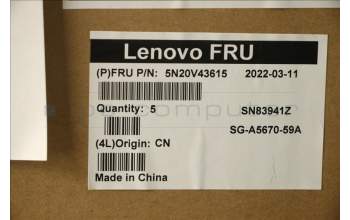 Lenovo FRU
(P)FRU P/N: 5N20V43615 2022-03-11
Quantity: 5 SN83941Z
SG-A5670-59A
(4L)Origin: CN
Made in China